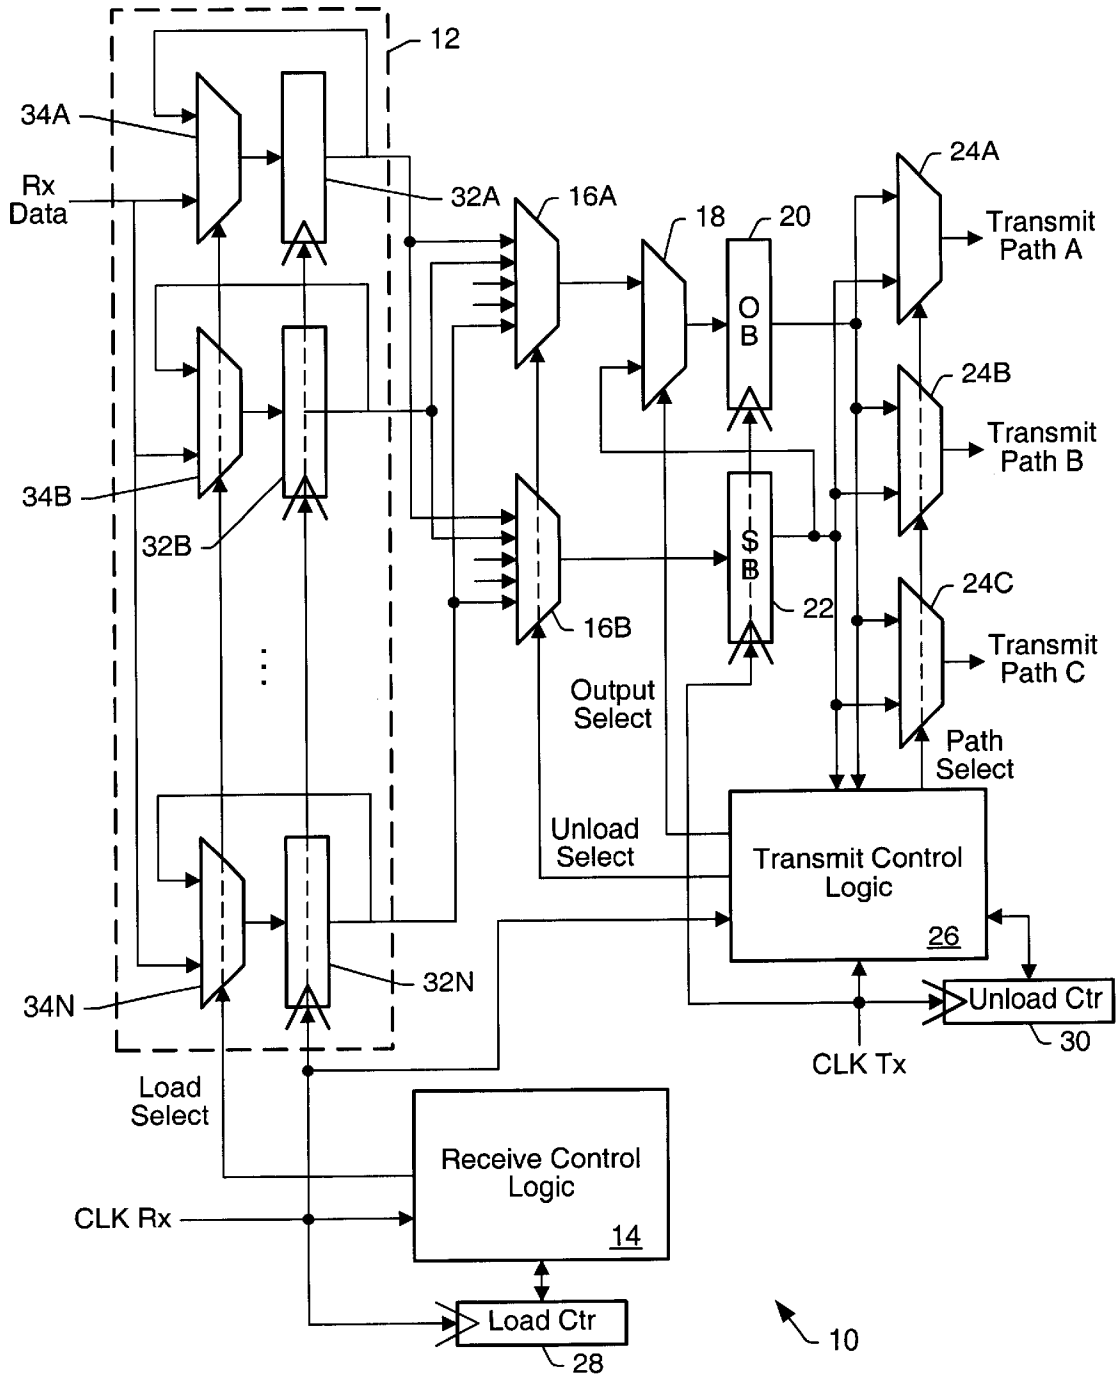 12
34A
Rx
Data
32A
16A
18
20
24A
Transmit
Path A
O
B
24B
Transmit
Path B
34B
32B
S
B
22
24C
16B
Transmit
Path C
Output
Select
Path
Select
Unload
Select
Transmit Control
Logic
26
34N
32N
Unload Ctr
30
CLK Tx
Load
Select
Receive Control
Logic
14
CLK Rx
Load Ctr
28
10